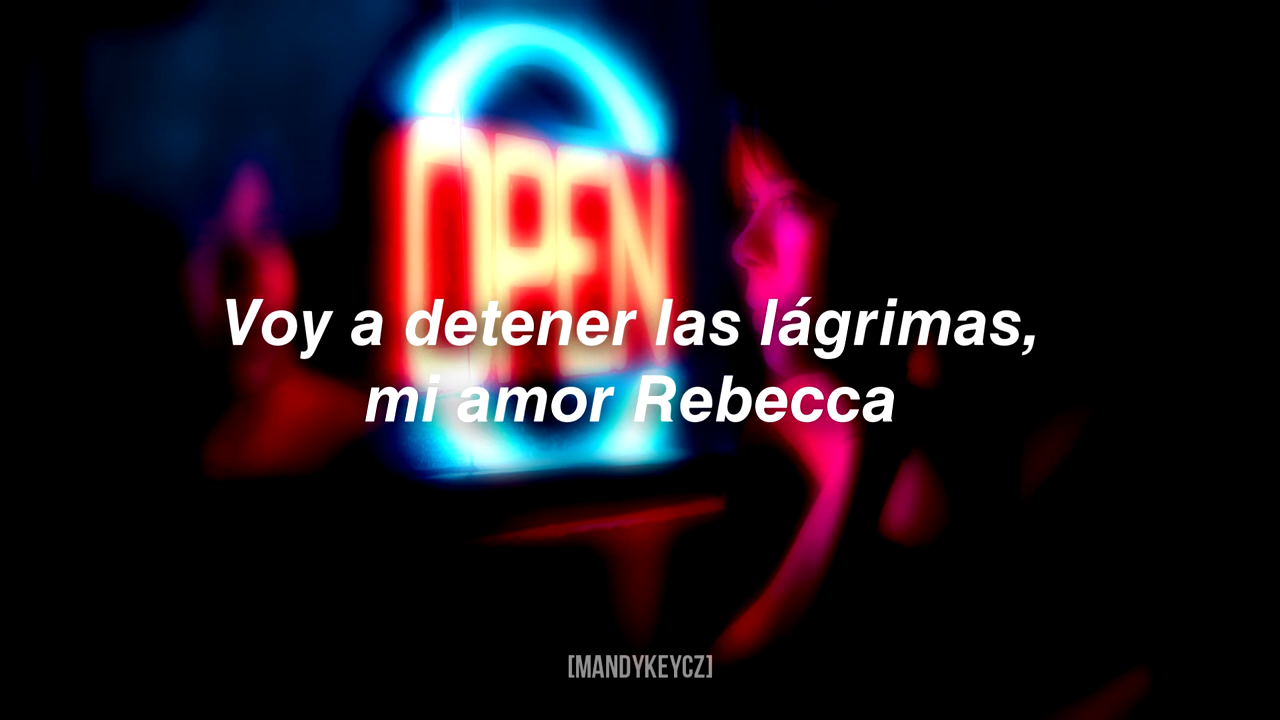 OPEN
Voy a detener las lágrimas,
mi amor Rebecca
[MANDYKEYCZ]